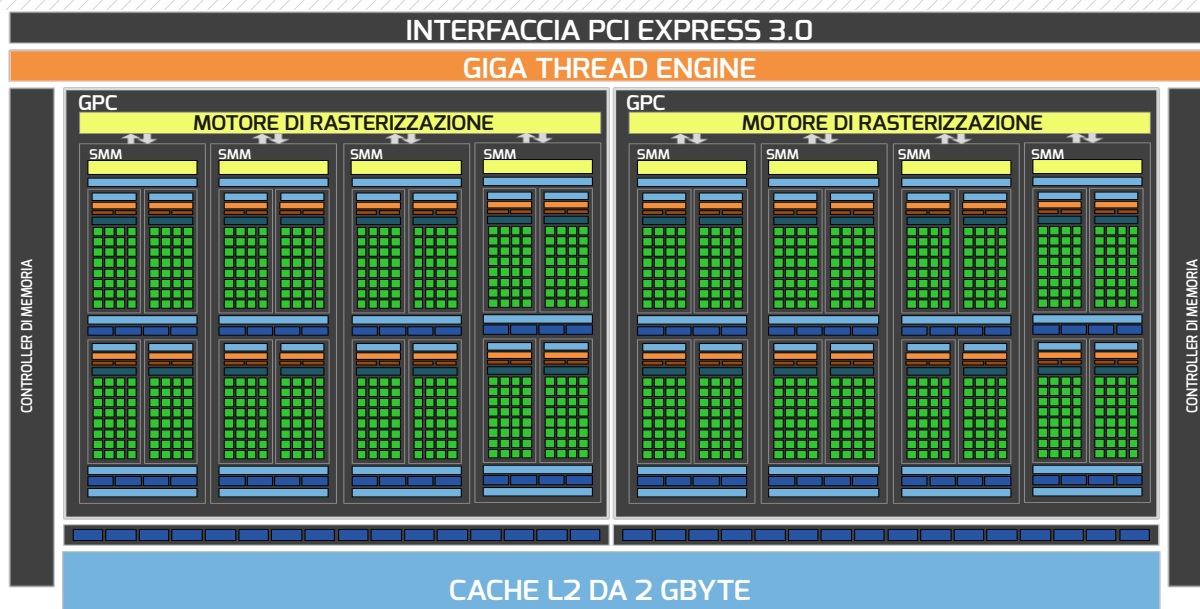 INTERFACCIA PCI EXPRESS 3.0
GIGA THREAD ENGINE
CONTROLLER DI MEMORIA
GPC
MOTORE DI RASTERIZZAZIONE
SMM
SMM
SMM
SMM
GPC
MOTORE DI RASTERIZZAZIONE
SMM
SMM
SMM
SMM
CONTROLLER DI MEMORIA
CACHE L2 DA 2 GBYTE